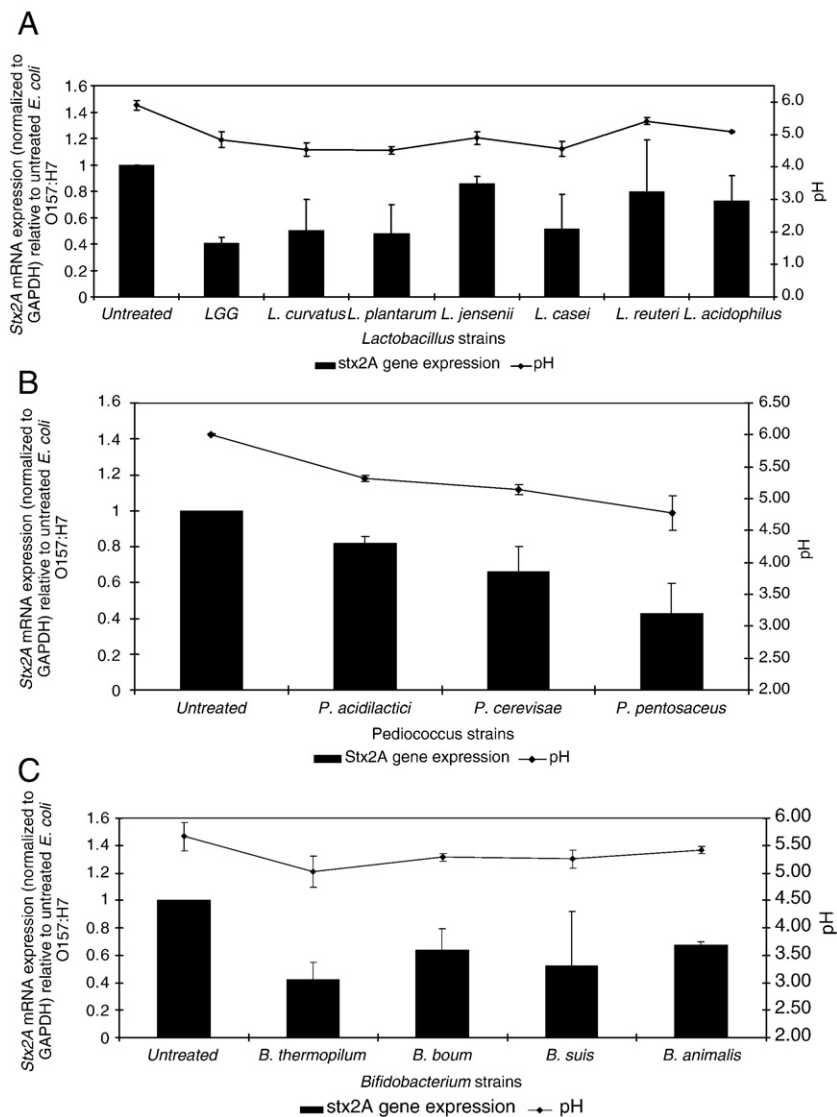 A
Stx2A mRNA expression (normalized to
GAPDH) relative to untreated E. coli
O157:H7
1.6
1.4
1.2
1
0.8
0.6
0.4
0.2
0
6.0
5.0
4.0
3.0
2.0
1.0
0.0
pH
Untreated LGG L. curvatus L. plantarum L. jensenii L. casei L. reuteri L. acidophilus
Lactobacillus strains
stx2A gene expression pH
B
Stx2A mRNA expression (normalized to
GAPDH) relative to untreated E. coli
O157:H7
1.6
1.4
1.2
1
0.8
0.6
0.4
0.2
0
6.50
6.00
5.50
5.00
4.50
4.00
3.50
3.00
2.50
2.00
pH
Untreated P. acidilactici P. cerevisae P. pentosaceus
Pediococcus strains
Stx2A gene expression pH
C
Stx2A mRNA expression (normalized to
GAPDH) relative to untreated E. coli
O157:H7
1.6
1.4
1.2
1
0.8
0.6
0.4
0.2
0
6.00
5.50
5.00
4.50
4.00
3.50
3.00
2.50
2.00
pH
Untreated B. thermopilum B. boum B. suis B. animalis
Bifidobacterium strains
stx2A gene expression pH